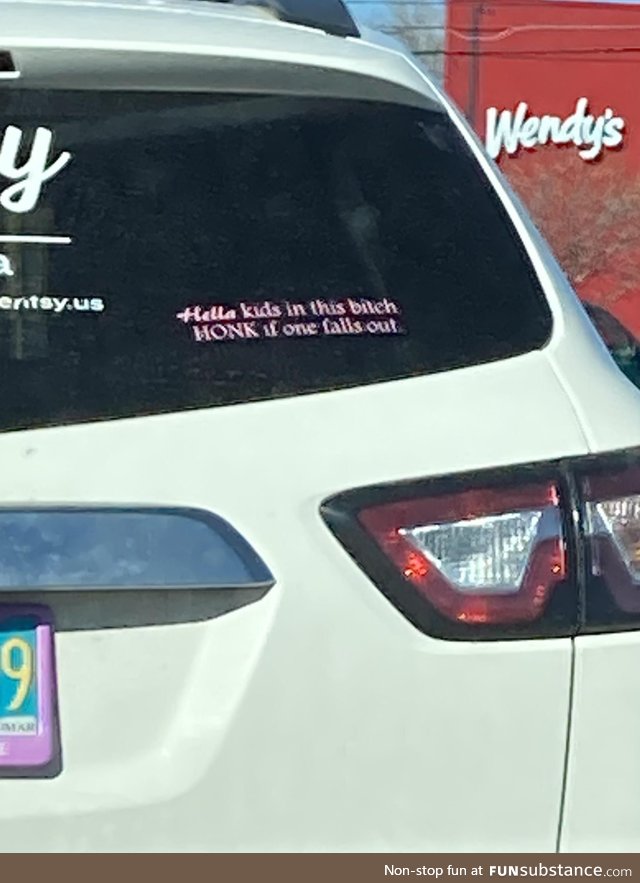 Wendy's
y
a
entsy.us
Hella kids in this bitch
HONK if one falls out
9
Non-stop fun at FUNsubstance.com